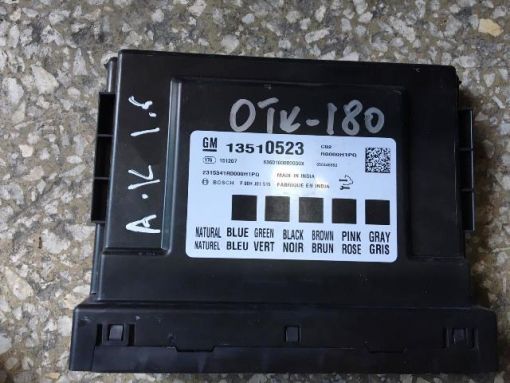 OTK-180
A.K 1.6
GM 13510523
MADE IN INDIA
BOSCH
FABRIQUE EN INDIA
NATURAL BLUE GREEN BLACK BROWN PINK GRAY
NATUREL BLEU VERT NOIR BRUN ROSE GRIS